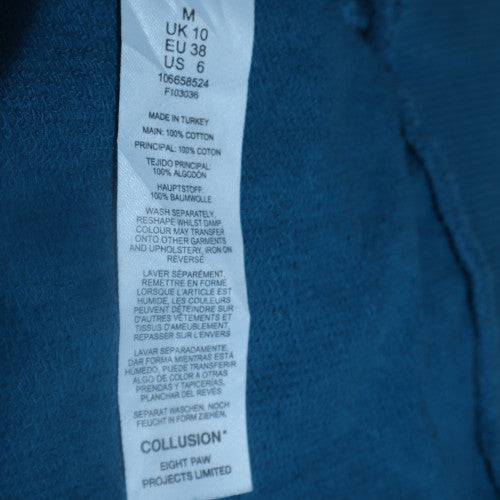 M
UK 10
EU 38
US 6
106658524
F103036
MADE IN TURKEY
MAIN: 100% COTTON
PRINCIPAL: 100% COTON
TEJIDO PRINCIPAL:
100% ALGODÓN
HAUPTSTOFF:
100% BAUMWOLLE
WASH SEPARATELY,
RESHAPE WHILST DAMP,
COLOUR MAY TRANSFER
ONTO OTHER GARMENTS
AND UPHOLSTERY, IRON ON
REVERSE
LAVER SÉPARÉMENT,
REMETTRE EN FORME
LORSQUE L'ARTICLE EST
HUMIDE, LES COULEURS
PEUVENT DÉTEINDRE SUR
D'AUTRES VÊTEMENTS ET
TISSUS D'AMEUBLEMENT,
REPASSER SUR L'ENVERS
LAVAR SEPARADAMENTE,
DAR FORMA MIENTRAS ESTÁ
HÚMEDO, PUEDE TRANSFERIR
ALGO DE COLOR A OTRAS
PRENDAS Y TAPICERÍAS,
PLANCHAR DEL REVÉS
SEPARAT WASCHEN, NOCH
FEUCHT IN FORM ZIEHEN,
COLLUSION*
EIGHT PAW
PROJECTS LIMITED